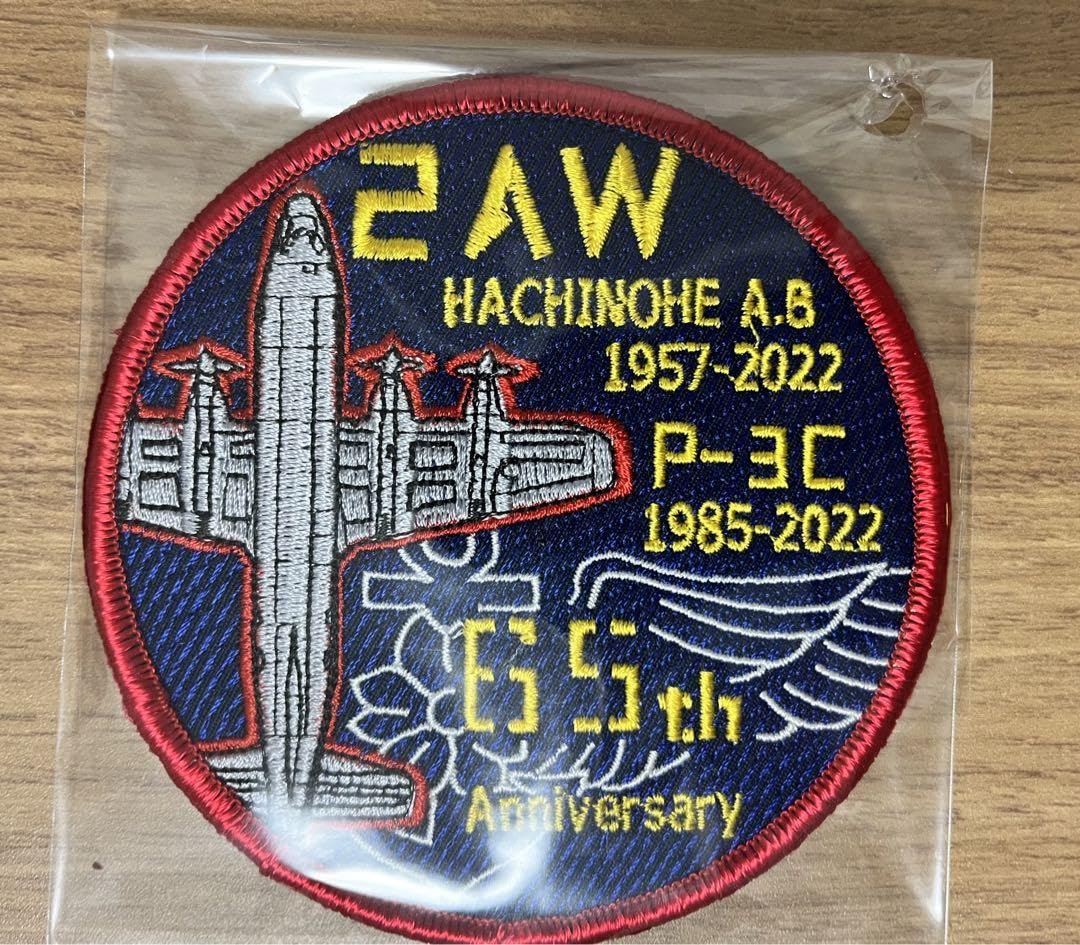 2AW
HACHINOHE A.B
1957-2022
P-3C
1985-2022
65th
Anniversary